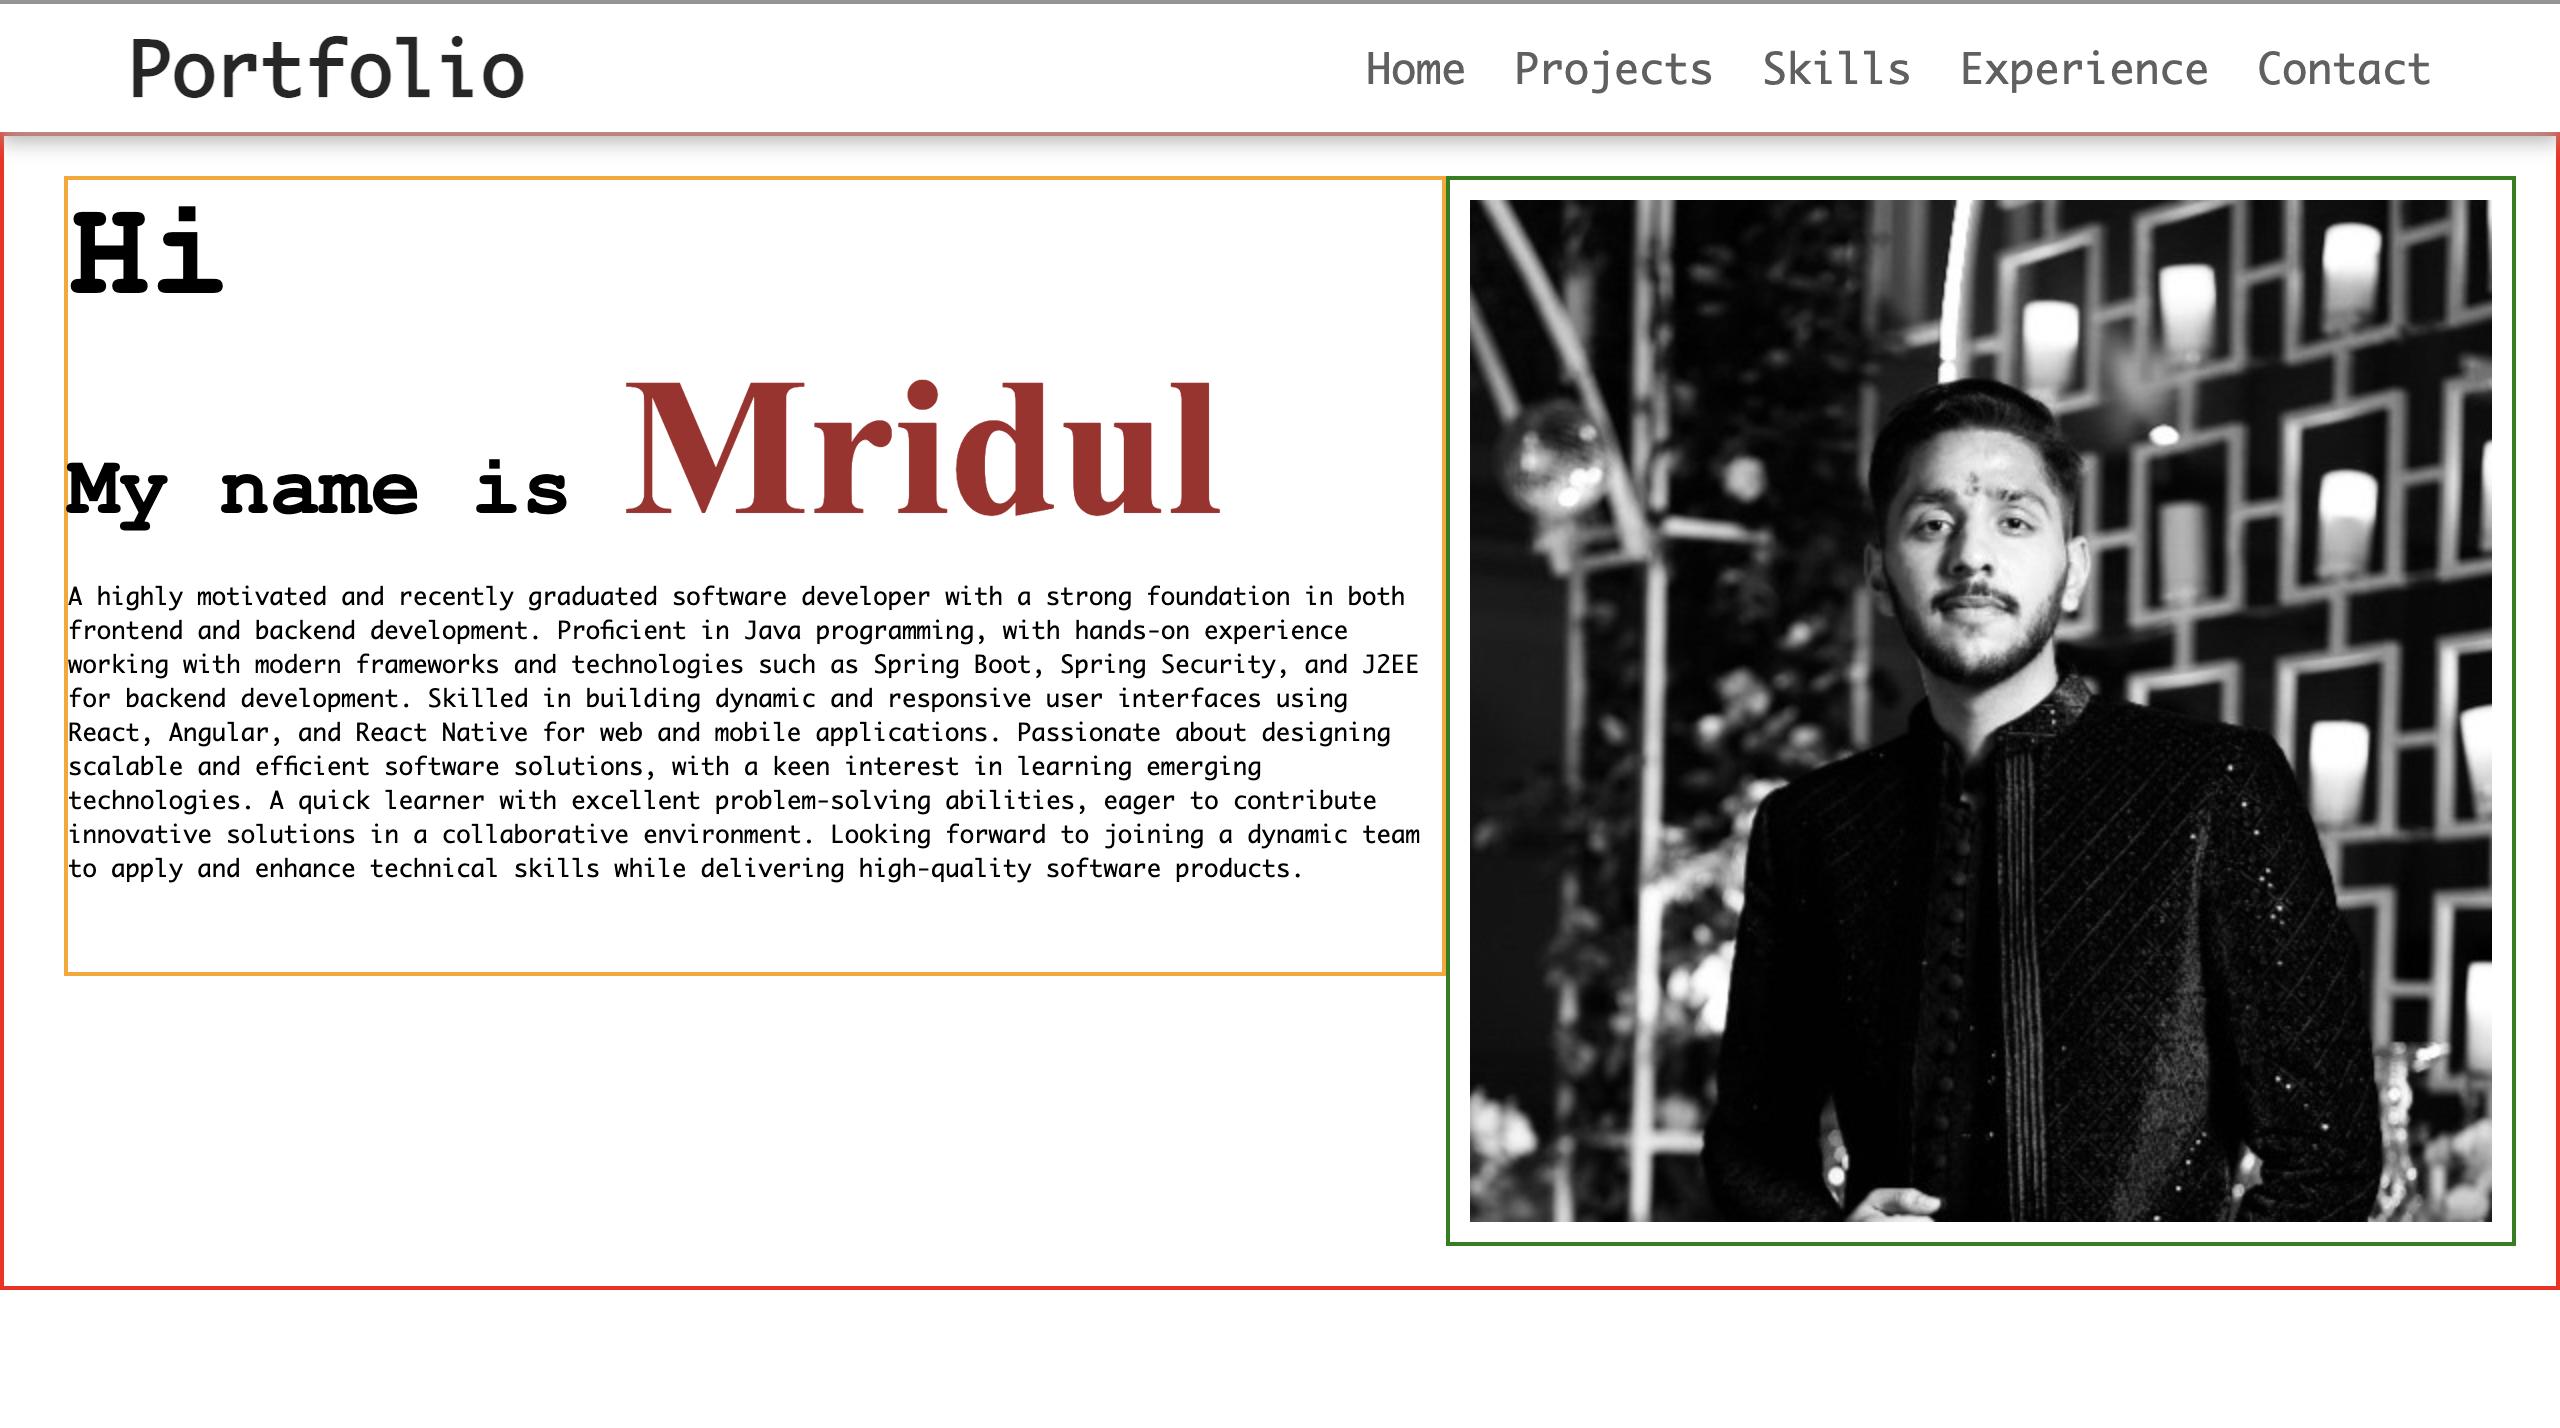 Portfolio
Home Projects Skills Experience Contact
Hi
My name is Mridul
A highly motivated and recently graduated software developer with a strong foundation in both
frontend and backend development. Proficient in Java programming, with hands-on experience
working with modern frameworks and technologies such as Spring Boot, Spring Security, and J2EE
for backend development. Skilled in building dynamic and responsive user interfaces using
React, Angular, and React Native for web and mobile applications. Passionate about designing
scalable and efficient software solutions, with a keen interest in learning emerging
technologies. A quick learner with excellent problem-solving abilities, eager to contribute
innovative solutions in a collaborative environment. Looking forward to joining a dynamic team
to apply and enhance technical skills while delivering high-quality software products.